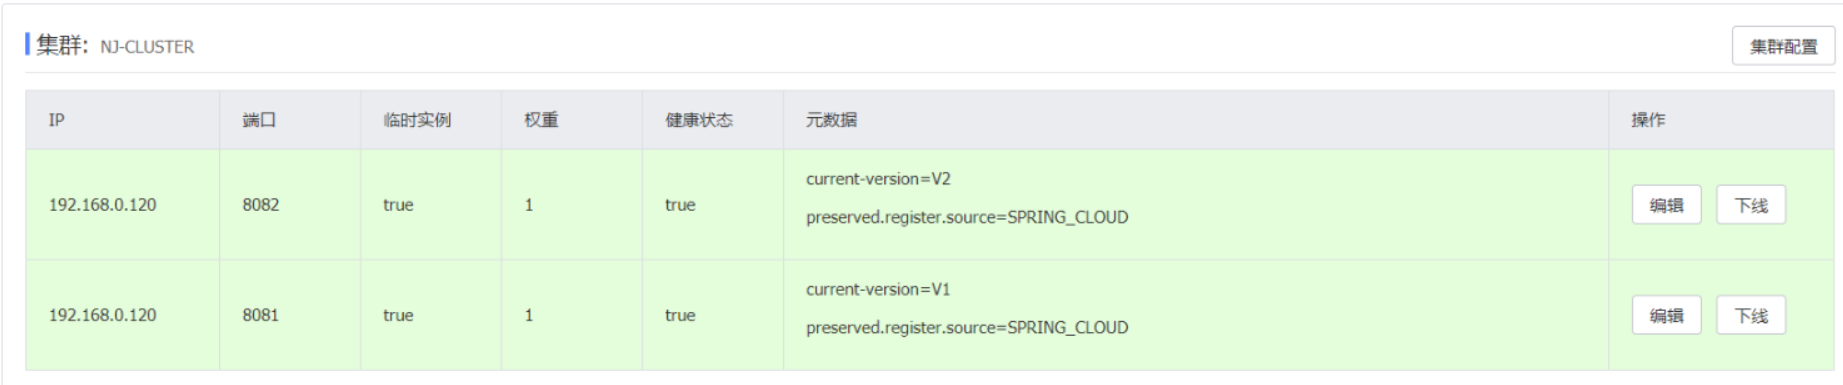 集群: NJ-CLUSTER
集群配置
IP 端口 临时实例 权重 健康状态 元数据 操作
current-version=V2
192.168.0.120 8082 true 1 true 编辑 下线
preserved.register.source=SPRING_CLOUD
current-version=V1
192.168.0.120 8081 true 1 true 编辑 下线
preserved.register.source=SPRING_CLOUD